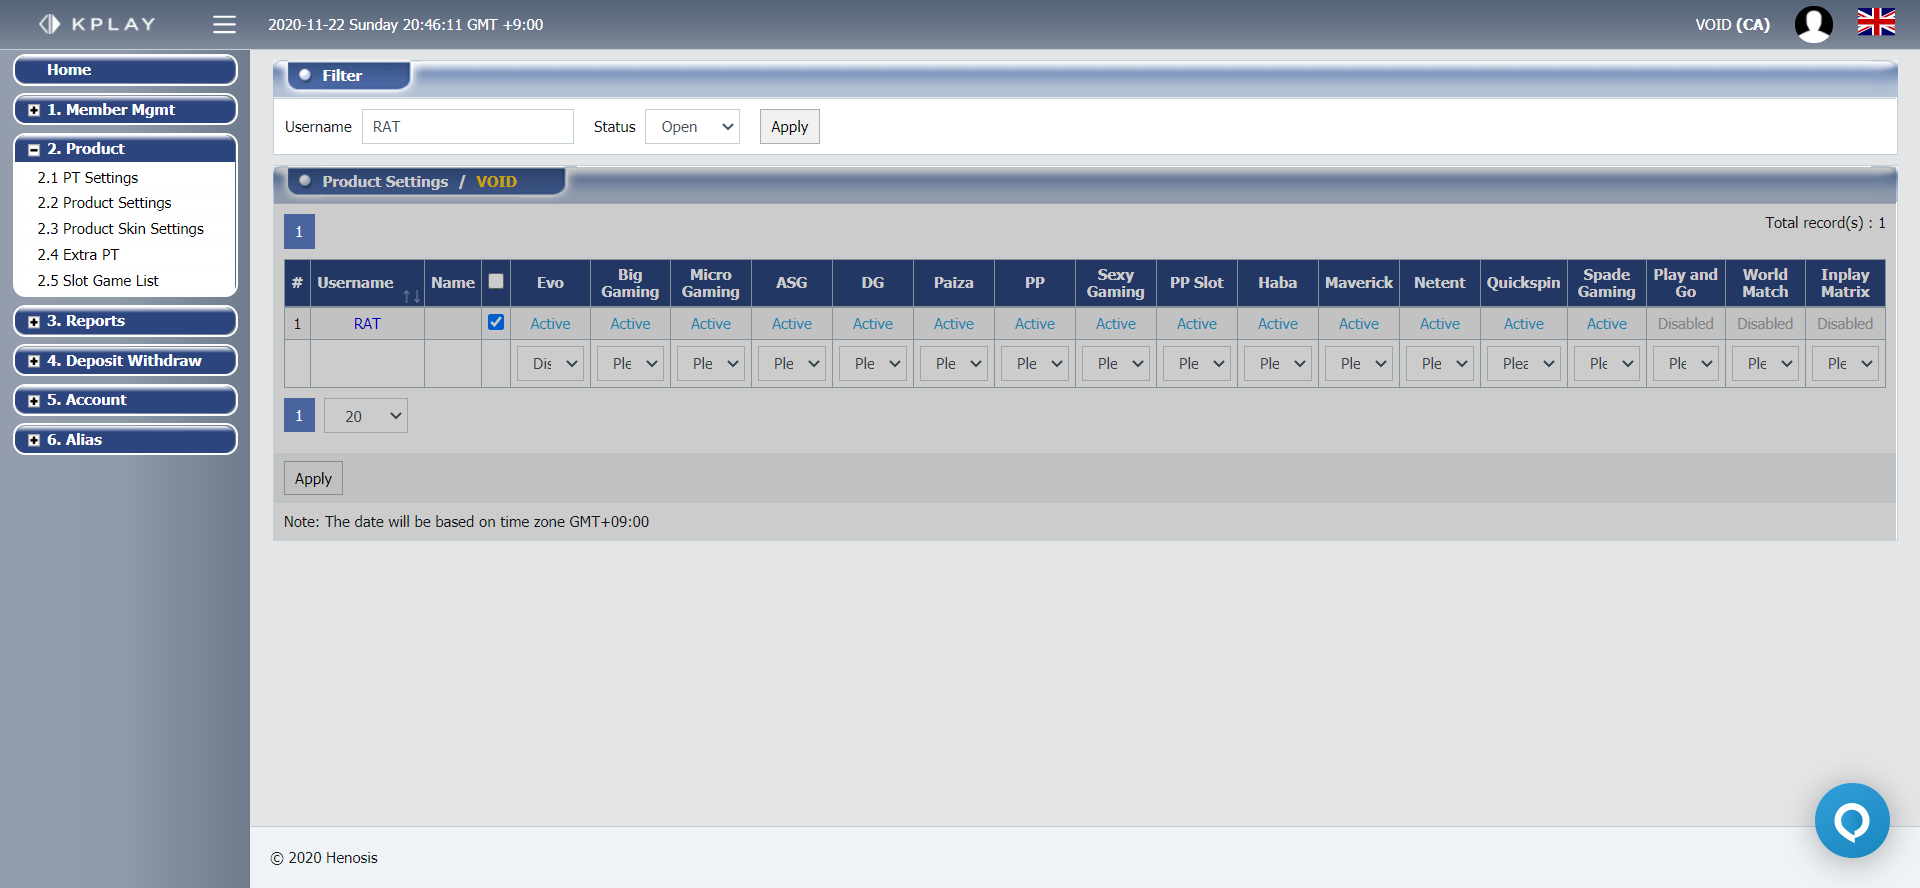 KPLAY
2020-11-22 Sunday 20:46:11 GMT +9:00
VOID (CA)
Home
1. Member Mgmt
2. Product
2.1 PT Settings
2.2 Product Settings
2.3 Product Skin Settings
2.4 Extra PT
2.5 Slot Game List
3. Reports
4. Deposit Withdraw
5. Account
6. Alias
Filter
Username RAT Status Open Apply
Product Settings / VOID
1
Total record(s) : 1
# Username Name Evo Big Gaming Micro Gaming ASG DG Paiza PP Sexy Gaming PP Slot Haba Maverick Netent Quickspin Spade Gaming Play and Go World Match Inplay Matrix
1 RAT Active Active Active Active Active Active Active Active Active Active Active Active Active Active Disabled Disabled Disabled
Dis Ple Ple Ple Ple Ple Ple Ple Ple Ple Ple Ple Plea Ple Ple Ple Ple
1 20
Apply
Note: The date will be based on time zone GMT+09:00
© 2020 Henosis